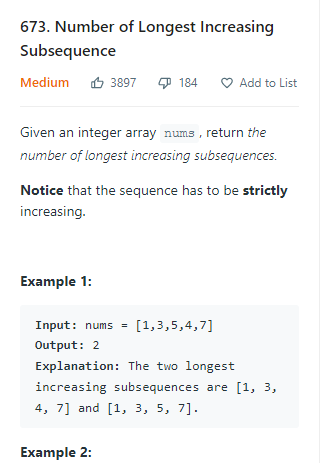 673. Number of Longest Increasing
Subsequence
Medium 3897 184 Add to List
Given an integer array nums , return the
number of longest increasing subsequences.
Notice that the sequence has to be strictly
increasing.
Example 1:
Input: nums = [1,3,5,4,7]
Output: 2
Explanation: The two longest
increasing subsequences are [1, 3,
4, 7] and [1, 3, 5, 7].
Example 2: